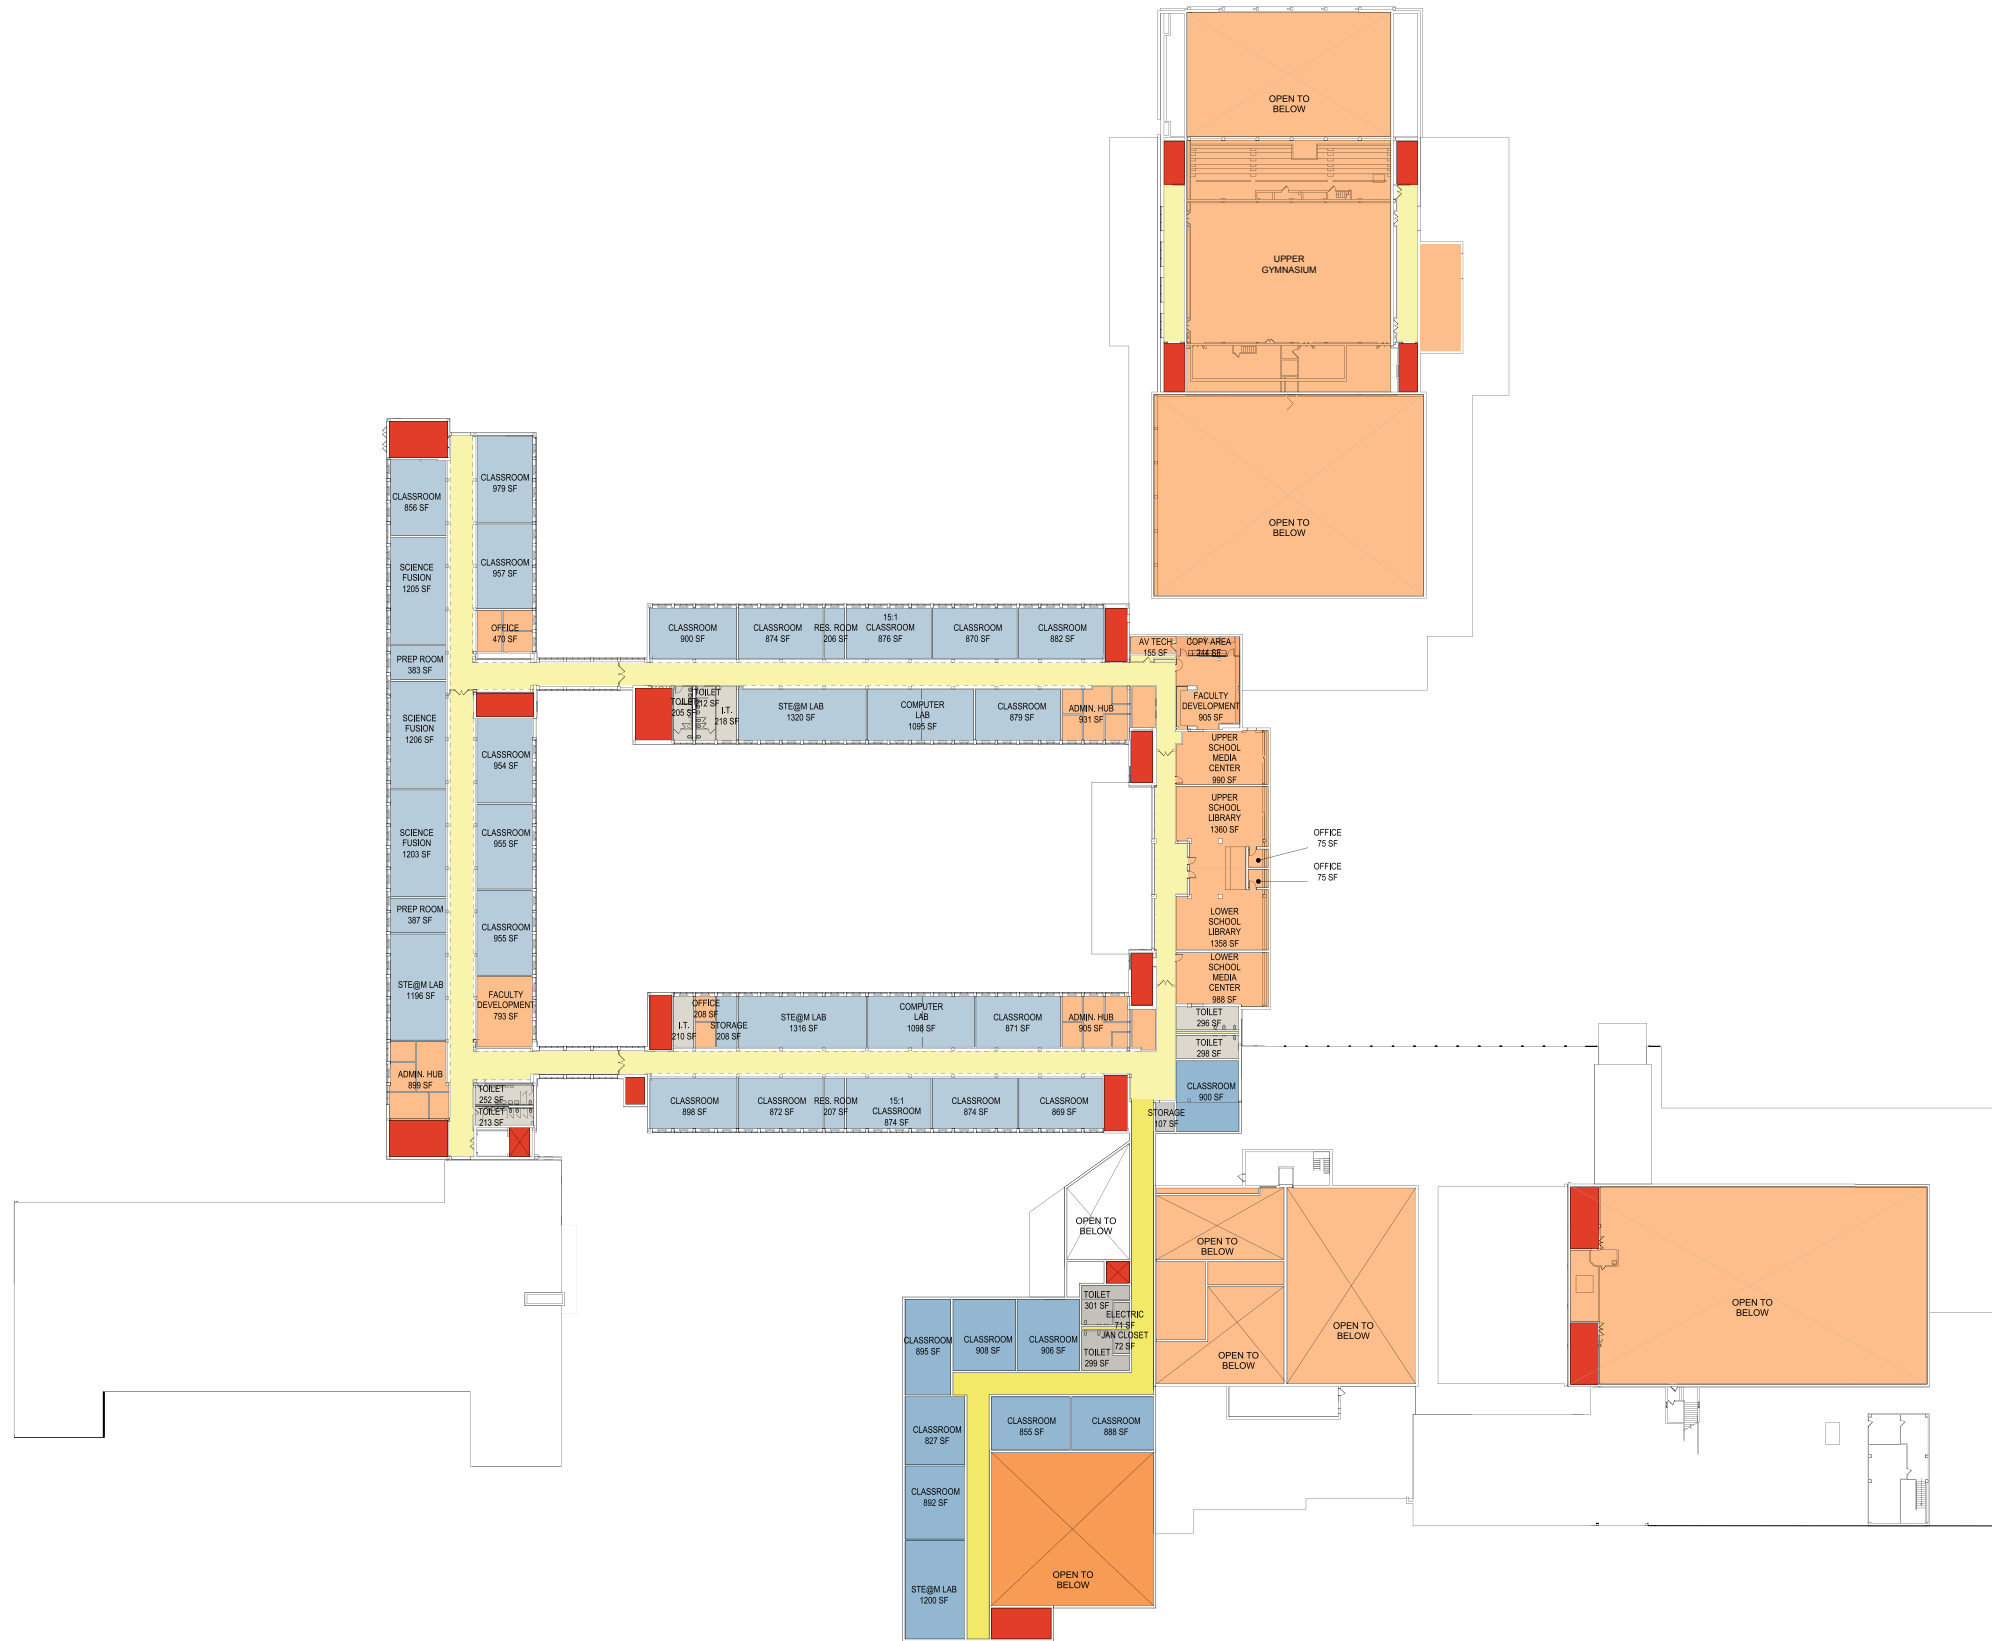 OPEN TO
BELOW
UPPER
GYMNASIUM
OPEN TO
BELOW
CLASSROOM
856 SF
CLASSROOM
979 SF
SCIENCE
FUSION
1205 SF
CLASSROOM
957 SF
OFFICE
470 SF
PREP ROOM
383 SF
SCIENCE
FUSION
1206 SF
CLASSROOM
954 SF
SCIENCE
FUSION
1203 SF
CLASSROOM
955 SF
PREP ROOM
387 SF
CLASSROOM
955 SF
STE@M LAB
1196 SF
FACULTY
DEVELOPMENT
793 SF
ADMIN. HUB
899 SF
TOILET
252 SF
TOILET
213 SF
CLASSROOM
900 SF
CLASSROOM
874 SF
RES. ROOM
206 SF
15:1
CLASSROOM
876 SF
CLASSROOM
870 SF
CLASSROOM
882 SF
TOILET
205 SF
TOILET
212 SF
I.T.
218 SF
STE@M LAB
1320 SF
COMPUTER
LAB
1095 SF
CLASSROOM
879 SF
ADMIN. HUB
931 SF
AV TECH
155 SF
COPY AREA
244 SF
FACULTY
DEVELOPMENT
905 SF
UPPER
SCHOOL
MEDIA
CENTER
990 SF
UPPER
SCHOOL
LIBRARY
1360 SF
OFFICE
75 SF
OFFICE
75 SF
LOWER
SCHOOL
LIBRARY
1358 SF
LOWER
SCHOOL
MEDIA
CENTER
988 SF
TOILET
296 SF
TOILET
298 SF
CLASSROOM
900 SF
STORAGE
107 SF
I.T.
210 SF
OFFICE
208 SF
STORAGE
208 SF
STE@M LAB
1316 SF
COMPUTER
LAB
1098 SF
CLASSROOM
871 SF
ADMIN. HUB
905 SF
CLASSROOM
898 SF
CLASSROOM
872 SF
RES. ROOM
207 SF
15:1
CLASSROOM
874 SF
CLASSROOM
874 SF
CLASSROOM
869 SF
OPEN TO
BELOW
OPEN TO
BELOW
OPEN TO
BELOW
OPEN TO
BELOW
OPEN TO
BELOW
TOILET
301 SF
ELECTRIC
71 SF
JAN CLOSET
72 SF
TOILET
299 SF
CLASSROOM
895 SF
CLASSROOM
908 SF
CLASSROOM
906 SF
CLASSROOM
827 SF
CLASSROOM
855 SF
CLASSROOM
888 SF
CLASSROOM
892 SF
STE@M LAB
1200 SF
OPEN TO
BELOW